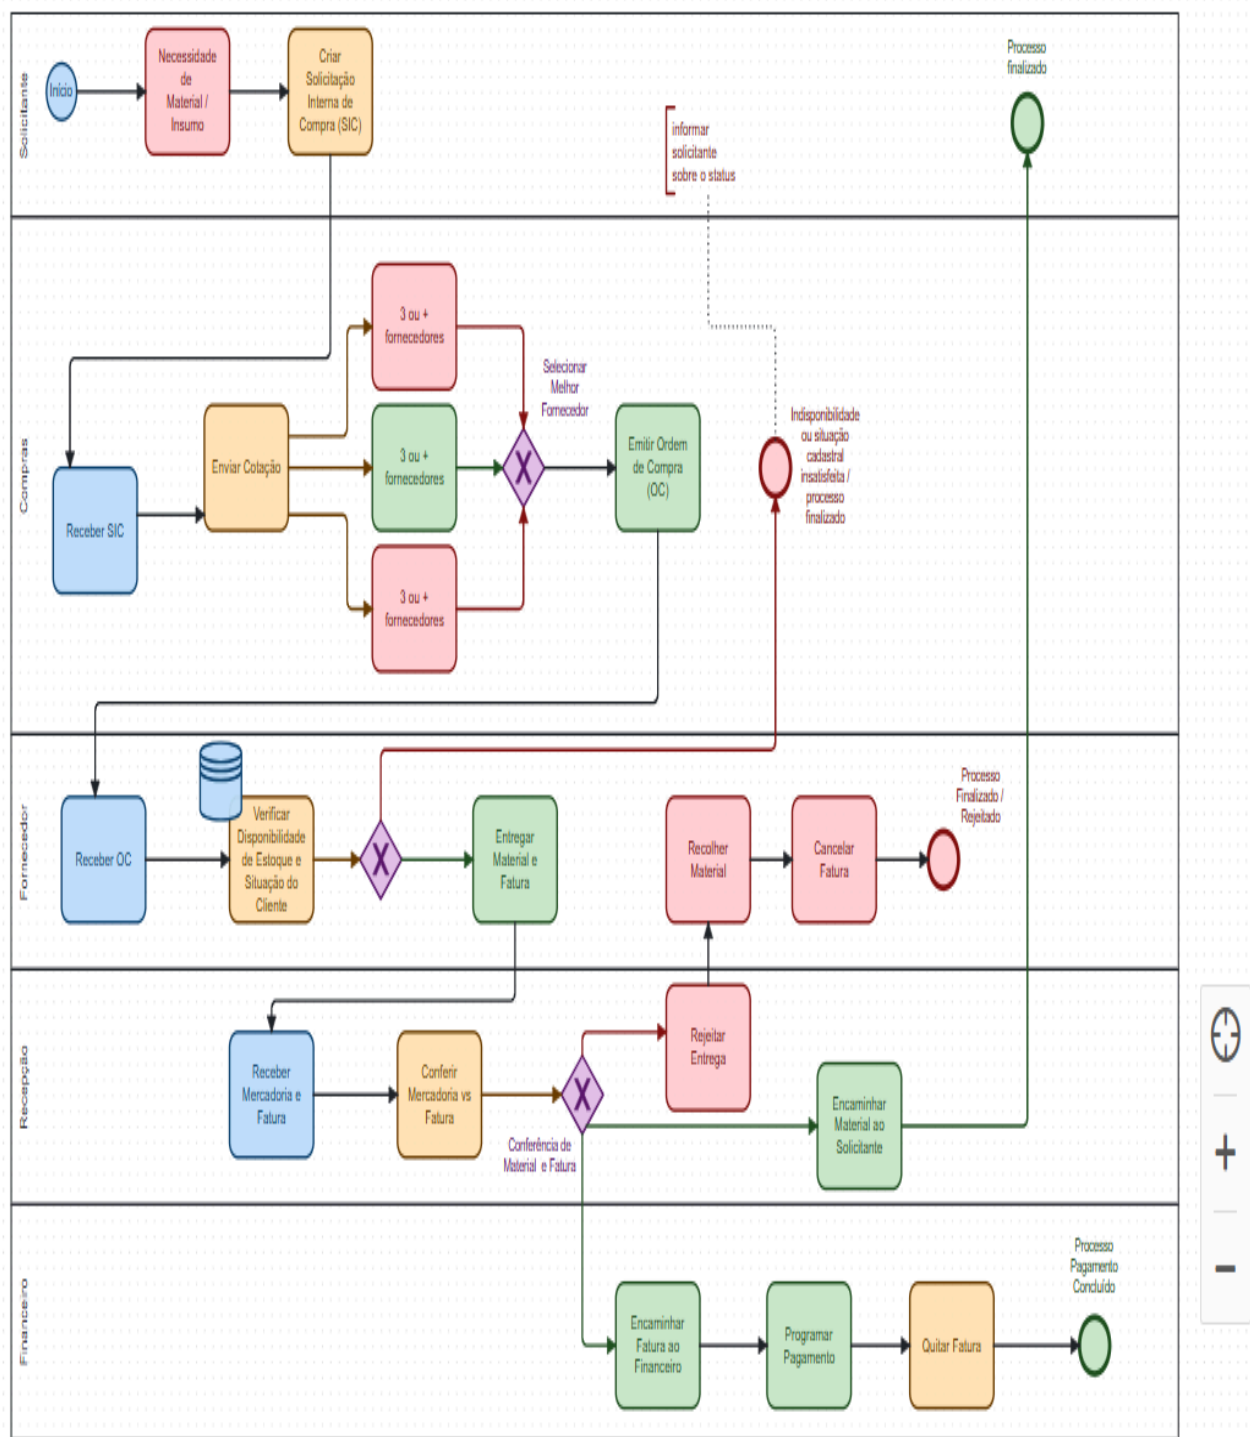 Solicitante
Início
Necessidade
de
Material /
Insumo
Criar
Solicitação
Interna de
Compra (SIC)
informar
solicitante
sobre o status
Processo
finalizado
Compras
Receber SIC
Enviar Cotação
3 ou +
fornecedores
3 ou +
fornecedores
3 ou +
fornecedores
Selecionar
Melhor
Fornecedor
Emitir Ordem
de Compra
(OC)
Indisponibilidade
ou situação
cadastral
insatisfeita /
processo
finalizado
Fornecedor
Receber OC
Verificar
Disponibilidade
de Estoque e
Situação do
Cliente
Entregar
Material e
Fatura
Recolher
Material
Cancelar
Fatura
Processo
Finalizado /
Rejeitado
Recepção
Receber
Mercadoria e
Fatura
Conferir
Mercadoria vs
Fatura
Conferência de
Material e Fatura
Rejeitar
Entrega
Encaminhar
Material ao
Solicitante
Financeiro
Encaminhar
Fatura ao
Financeiro
Programar
Pagamento
Quitar Fatura
Processo
Pagamento
Concluído